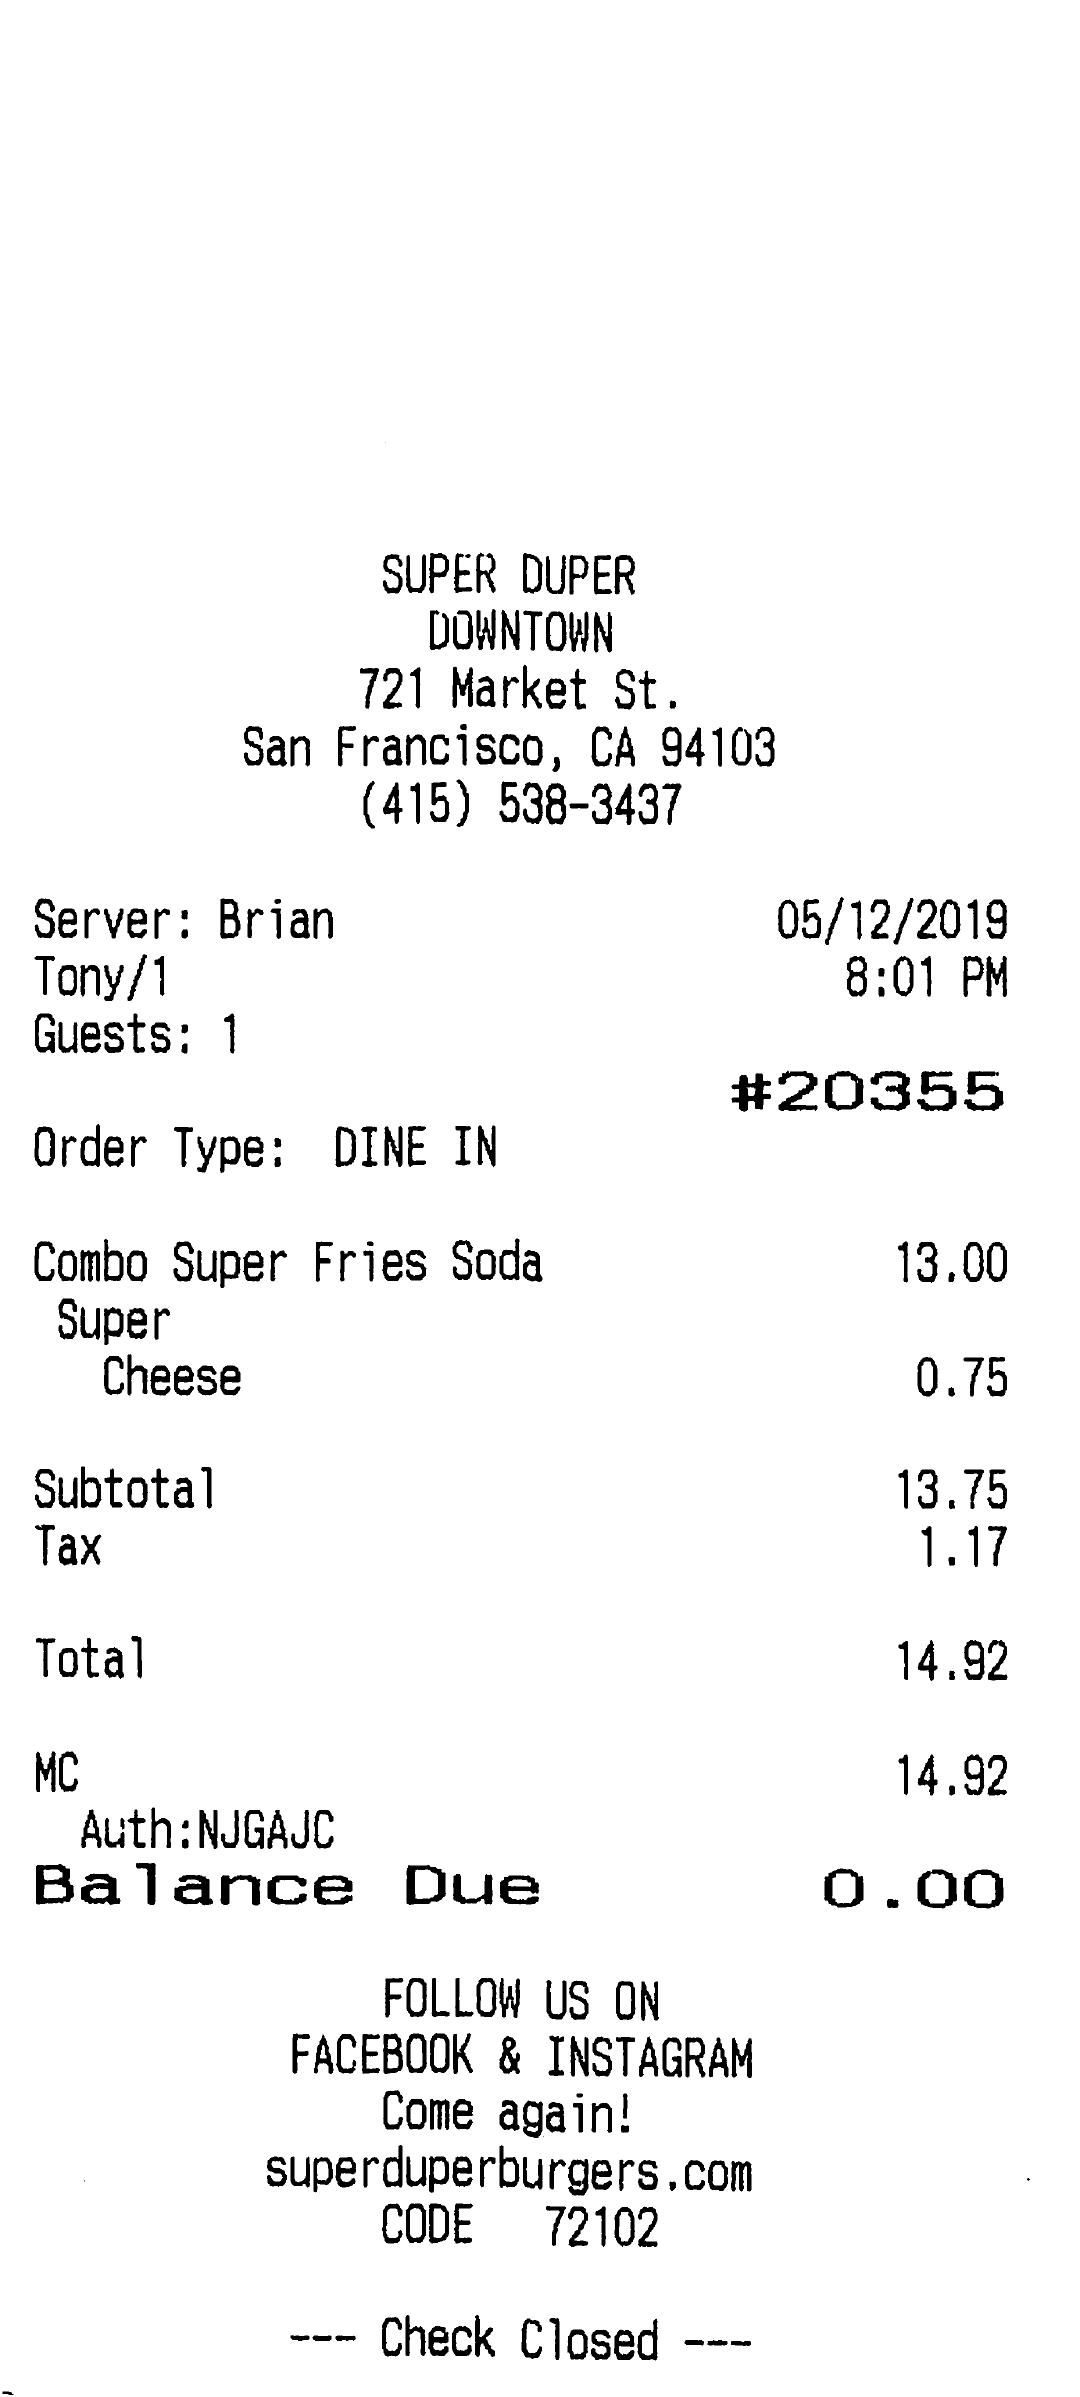 SUPER DUPER
DOWNTOWN
721 Market St.
San Francisco, CA 94103
(415) 538-3437
Server: Brian 05/12/2019
Tony/1 8:01 PM
Guests: 1
#20355
Order Type: DINE IN
Combo Super Fries Soda 13.00
Super
Cheese 0.75
Subtotal 13.75
Tax 1.17
Total 14.92
MC 14.92
Auth:NJGAJC
Balance Due 0.00
FOLLOW US ON
FACEBOOK & INSTAGRAM
Come again!
superduperburgers.com
CODE 72102
--- Check Closed ---